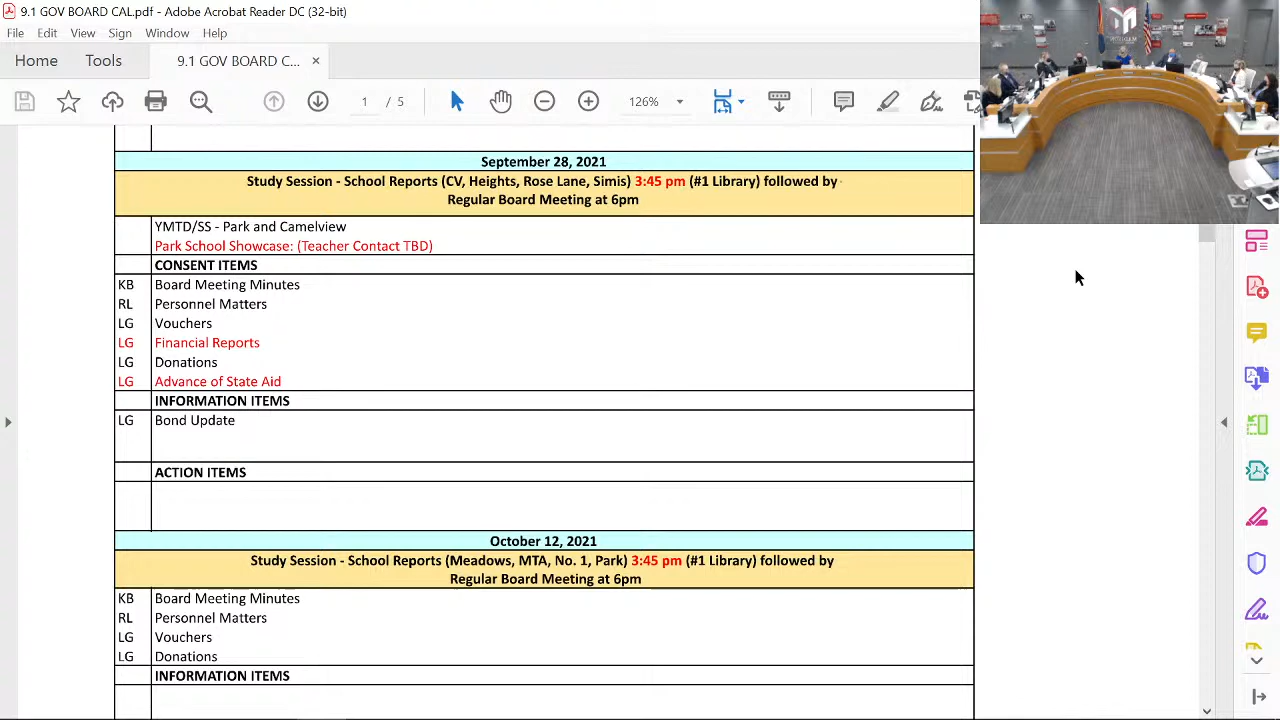 9.1 GOV BOARD CAL.pdf - Adobe Acrobat Reader DC (32-bit)
File Edit View Sign Window Help
Home Tools 9.1 GOV BOARD C... ×
1 / 5 126%
September 28, 2021
Study Session - School Reports (CV, Heights, Rose Lane, Simis) 3:45 pm (#1 Library) followed by
Regular Board Meeting at 6pm
YMTD/SS - Park and Camelview
Park School Showcase: (Teacher Contact TBD)
CONSENT ITEMS
KB Board Meeting Minutes
RL Personnel Matters
LG Vouchers
LG Financial Reports
LG Donations
LG Advance of State Aid
INFORMATION ITEMS
LG Bond Update
ACTION ITEMS
October 12, 2021
Study Session - School Reports (Meadows, MTA, No. 1, Park) 3:45 pm (#1 Library) followed by
Regular Board Meeting at 6pm
KB Board Meeting Minutes
RL Personnel Matters
LG Vouchers
LG Donations
INFORMATION ITEMS